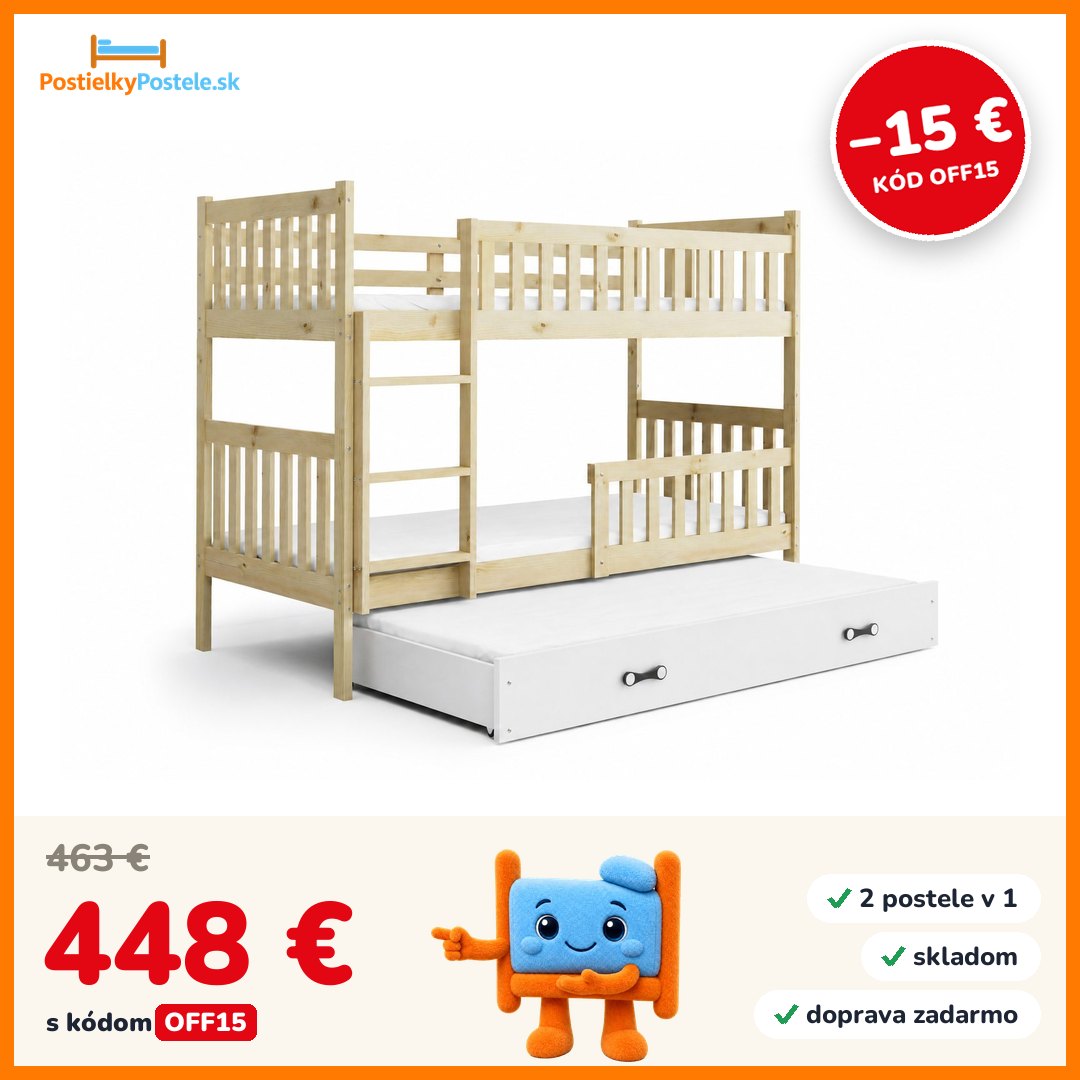 PostielkyPostele.sk
–15 €
KÓD OFF15
463 €
448 €
s kódom OFF15
✓ 2 postele v 1
✓ skladom
✓ doprava zadarmo